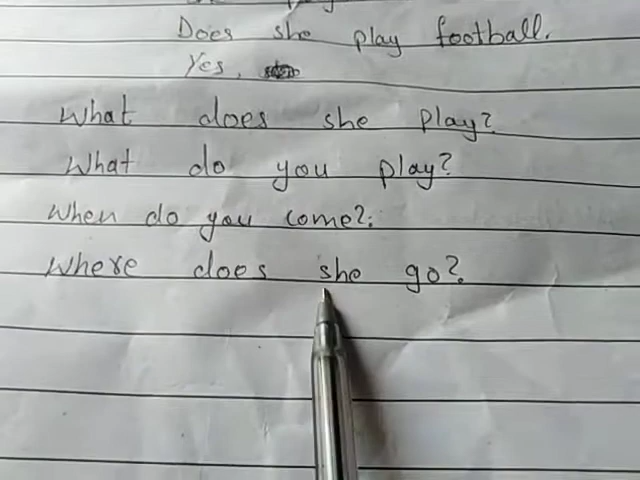 Does she play football.
Yes,
What does she play?
What do you play?
When do you come?.
Where does she go?.